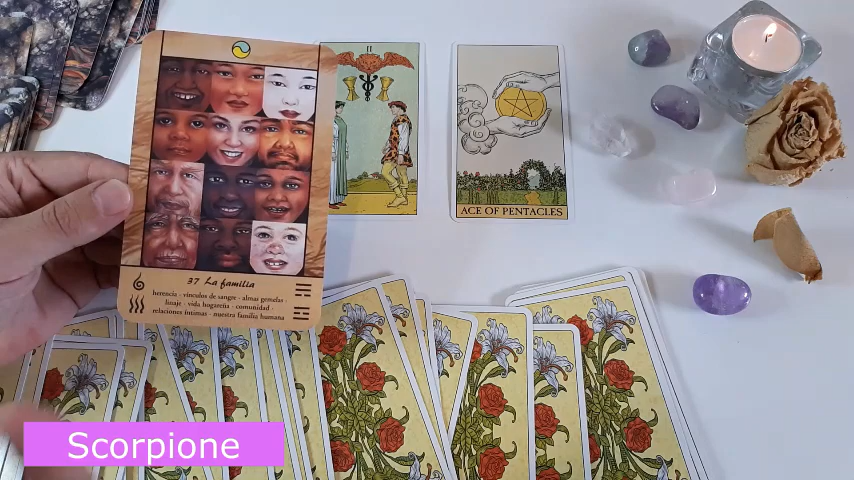 II
ACE OF PENTACLES
37 La familia
herencia · vínculos de sangre · almas gemelas ·
linaje · vida hogareña · comunidad ·
relaciones íntimas · nuestra familia humana
Scorpione